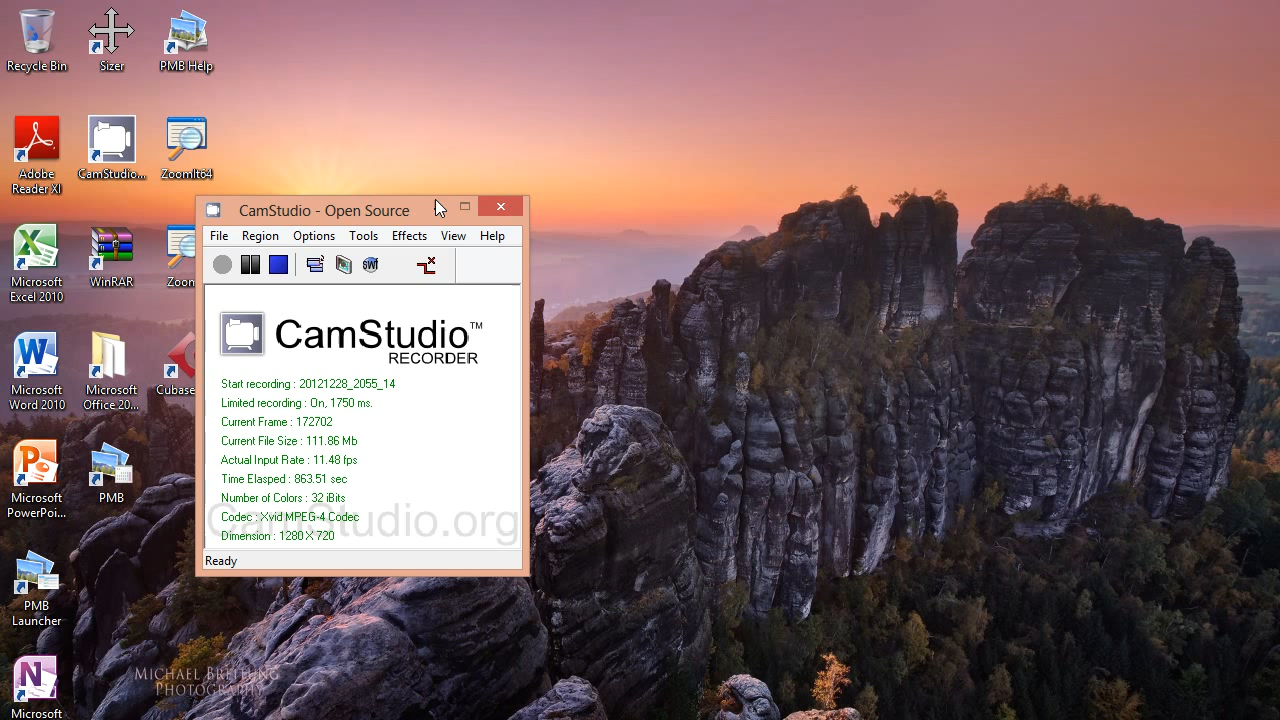 Recycle Bin
Sizer
PMB Help
Adobe
Reader XI
CamStudio...
ZoomIt64
Microsoft
Excel 2010
WinRAR
Zoon
Microsoft
Word 2010
Microsoft
Office 20...
Cubase
Microsoft
PowerPoi...
PMB
PMB
Launcher
Microsoft
CamStudio - Open Source
File Region Options Tools Effects View Help
SWF
CamStudio™
RECORDER
Start recording : 20121228_2055_14
Limited recording : On, 1750 ms.
Current Frame : 172702
Current File Size : 111.86 Mb
Actual Input Rate : 11.48 fps
Time Elasped : 863.51 sec
Number of Colors : 32 iBits
Codec : Xvid MPEG-4 Codec
Dimension : 1280 X 720
CamStudio.org
Ready
Michael Breitung
Photography